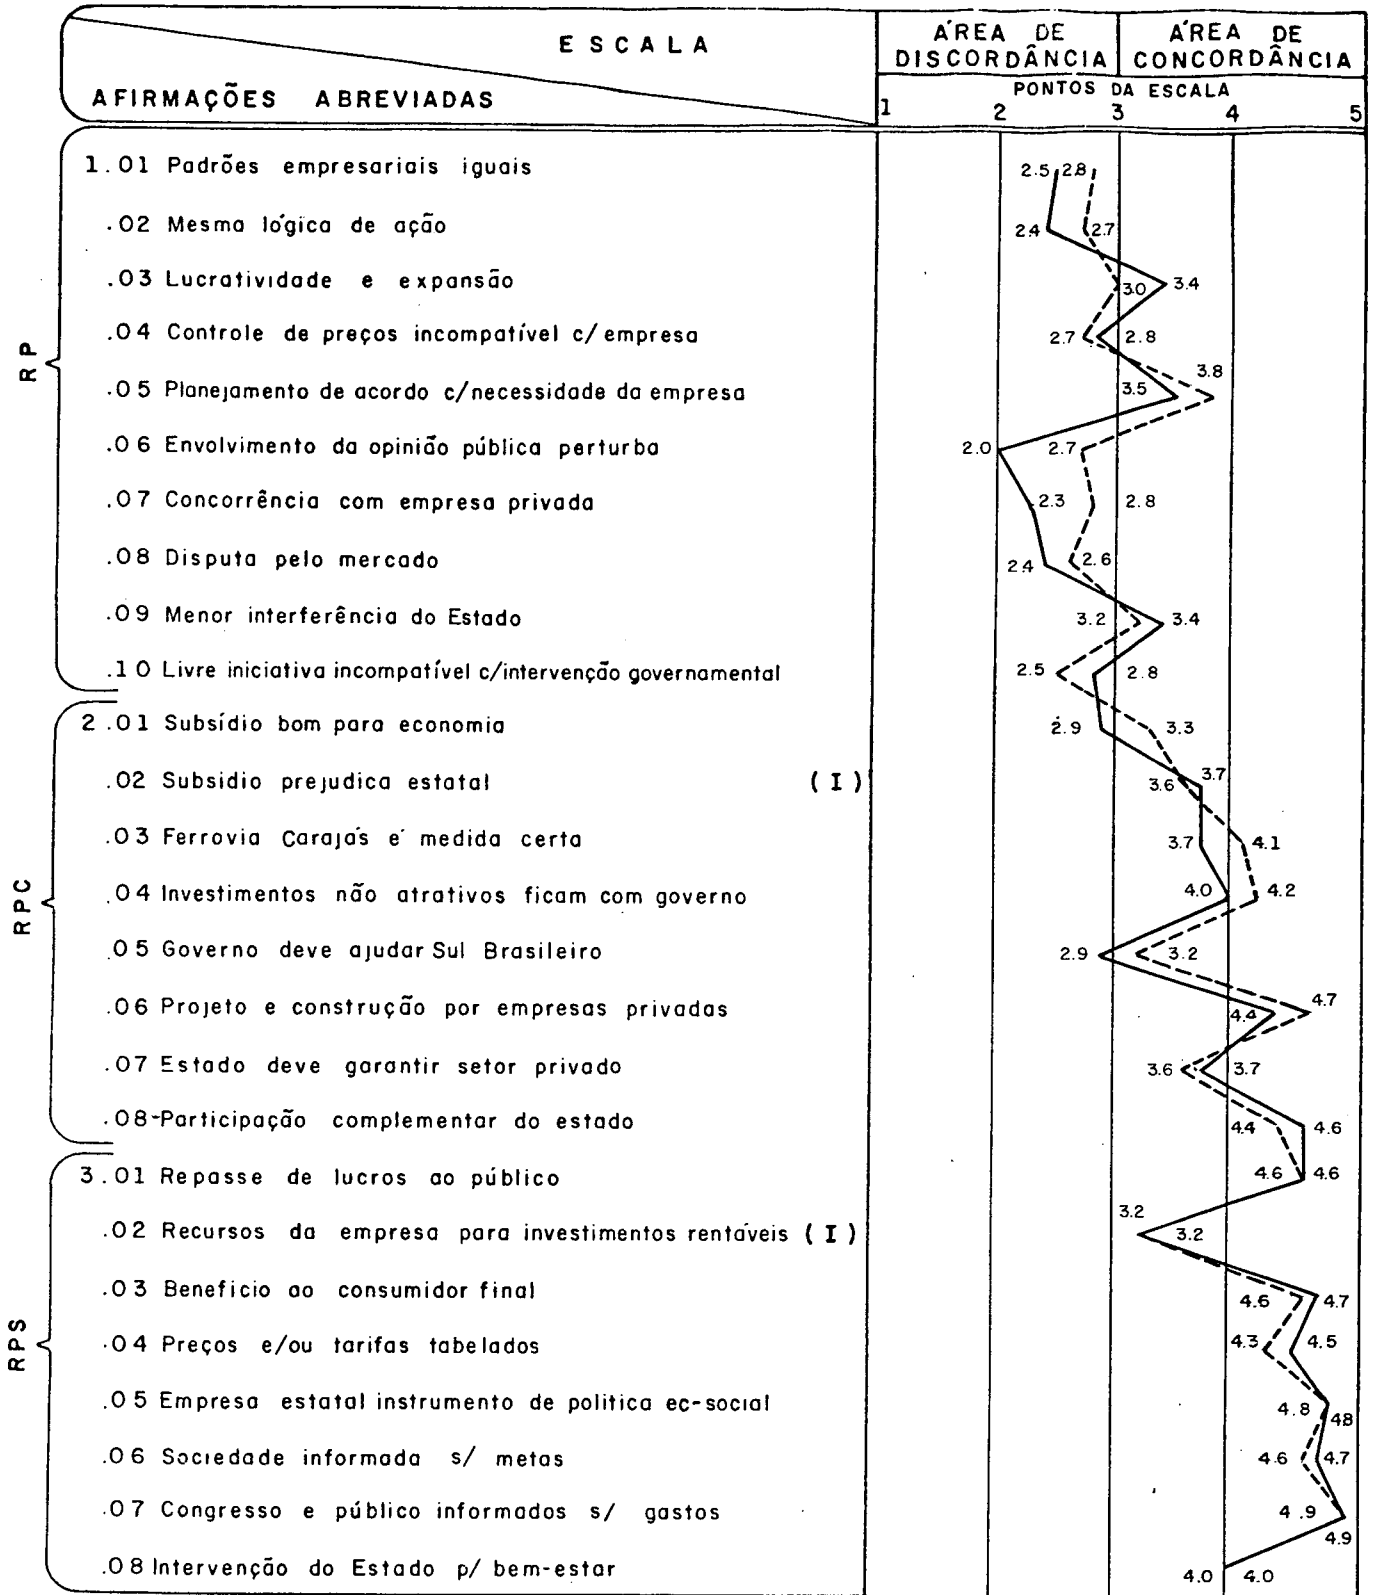 ESCALA
ÁREA DE DISCORDÂNCIA
ÁREA DE CONCORDÂNCIA
AFIRMAÇÕES ABREVIADAS
PONTOS DA ESCALA
1 2 3 4 5
RP
1.01 Padrões empresariais iguais 2.5 2.8
.02 Mesma lógica de ação 2.4 2.7
.03 Lucratividade e expansão 3.0 3.4
.04 Controle de preços incompatível c/ empresa 2.7 2.8
.05 Planejamento de acordo c/necessidade da empresa 3.5 3.8
.06 Envolvimento da opinião pública perturba 2.0 2.7
.07 Concorrência com empresa privada 2.3 2.8
.08 Disputa pelo mercado 2.4 2.6
.09 Menor interferência do Estado 3.2 3.4
.10 Livre iniciativa incompatível c/intervenção governamental 2.5 2.8
RPC
2.01 Subsídio bom para economia 2.9 3.3
.02 Subsidio prejudica estatal (I) 3.6 3.7
.03 Ferrovia Carajás é medida certa 3.7 4.1
.04 Investimentos não atrativos ficam com governo 4.0 4.2
.05 Governo deve ajudar Sul Brasileiro 2.9 3.2
.06 Projeto e construção por empresas privadas 4.4 4.7
.07 Estado deve garantir setor privado 3.6 3.7
.08-Participação complementar do estado 4.4 4.6
RPS
3.01 Repasse de lucros ao público 4.6 4.6
.02 Recursos da empresa para investimentos rentáveis (I) 3.2 3.2
.03 Beneficio ao consumidor final 4.6 4.7
.04 Preços e/ou tarifas tabelados 4.3 4.5
.05 Empresa estatal instrumento de politica ec-social 4.8 4.8
.06 Sociedade informada s/ metas 4.6 4.7
.07 Congresso e público informados s/ gastos 4.9 4.9
.08 Intervenção do Estado p/ bem-estar 4.0 4.0